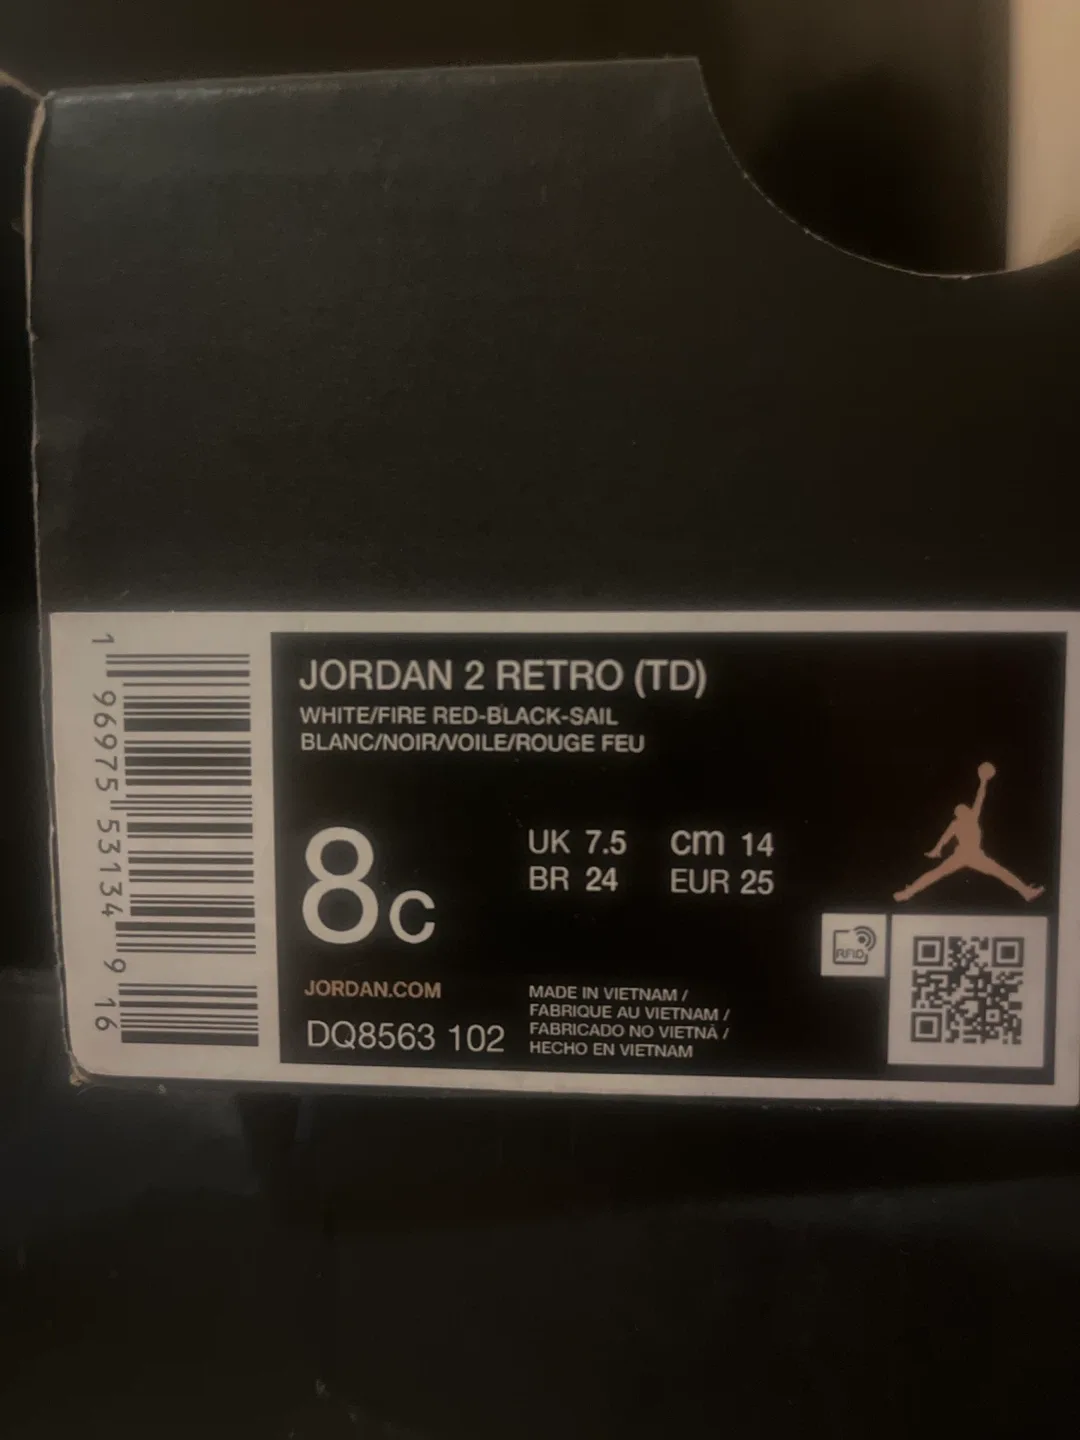 JORDAN 2 RETRO (TD)
WHITE/FIRE RED-BLACK-SAIL
BLANC/NOIR/VOILE/ROUGE FEU
8C
UK 7.5 cm 14
BR 24 EUR 25
RFID
JORDAN.COM
DQ8563 102
MADE IN VIETNAM /
FABRIQUE AU VIETNAM /
FABRICADO NO VIETNÃ /
HECHO EN VIETNAM
1 96975 53134 9 16